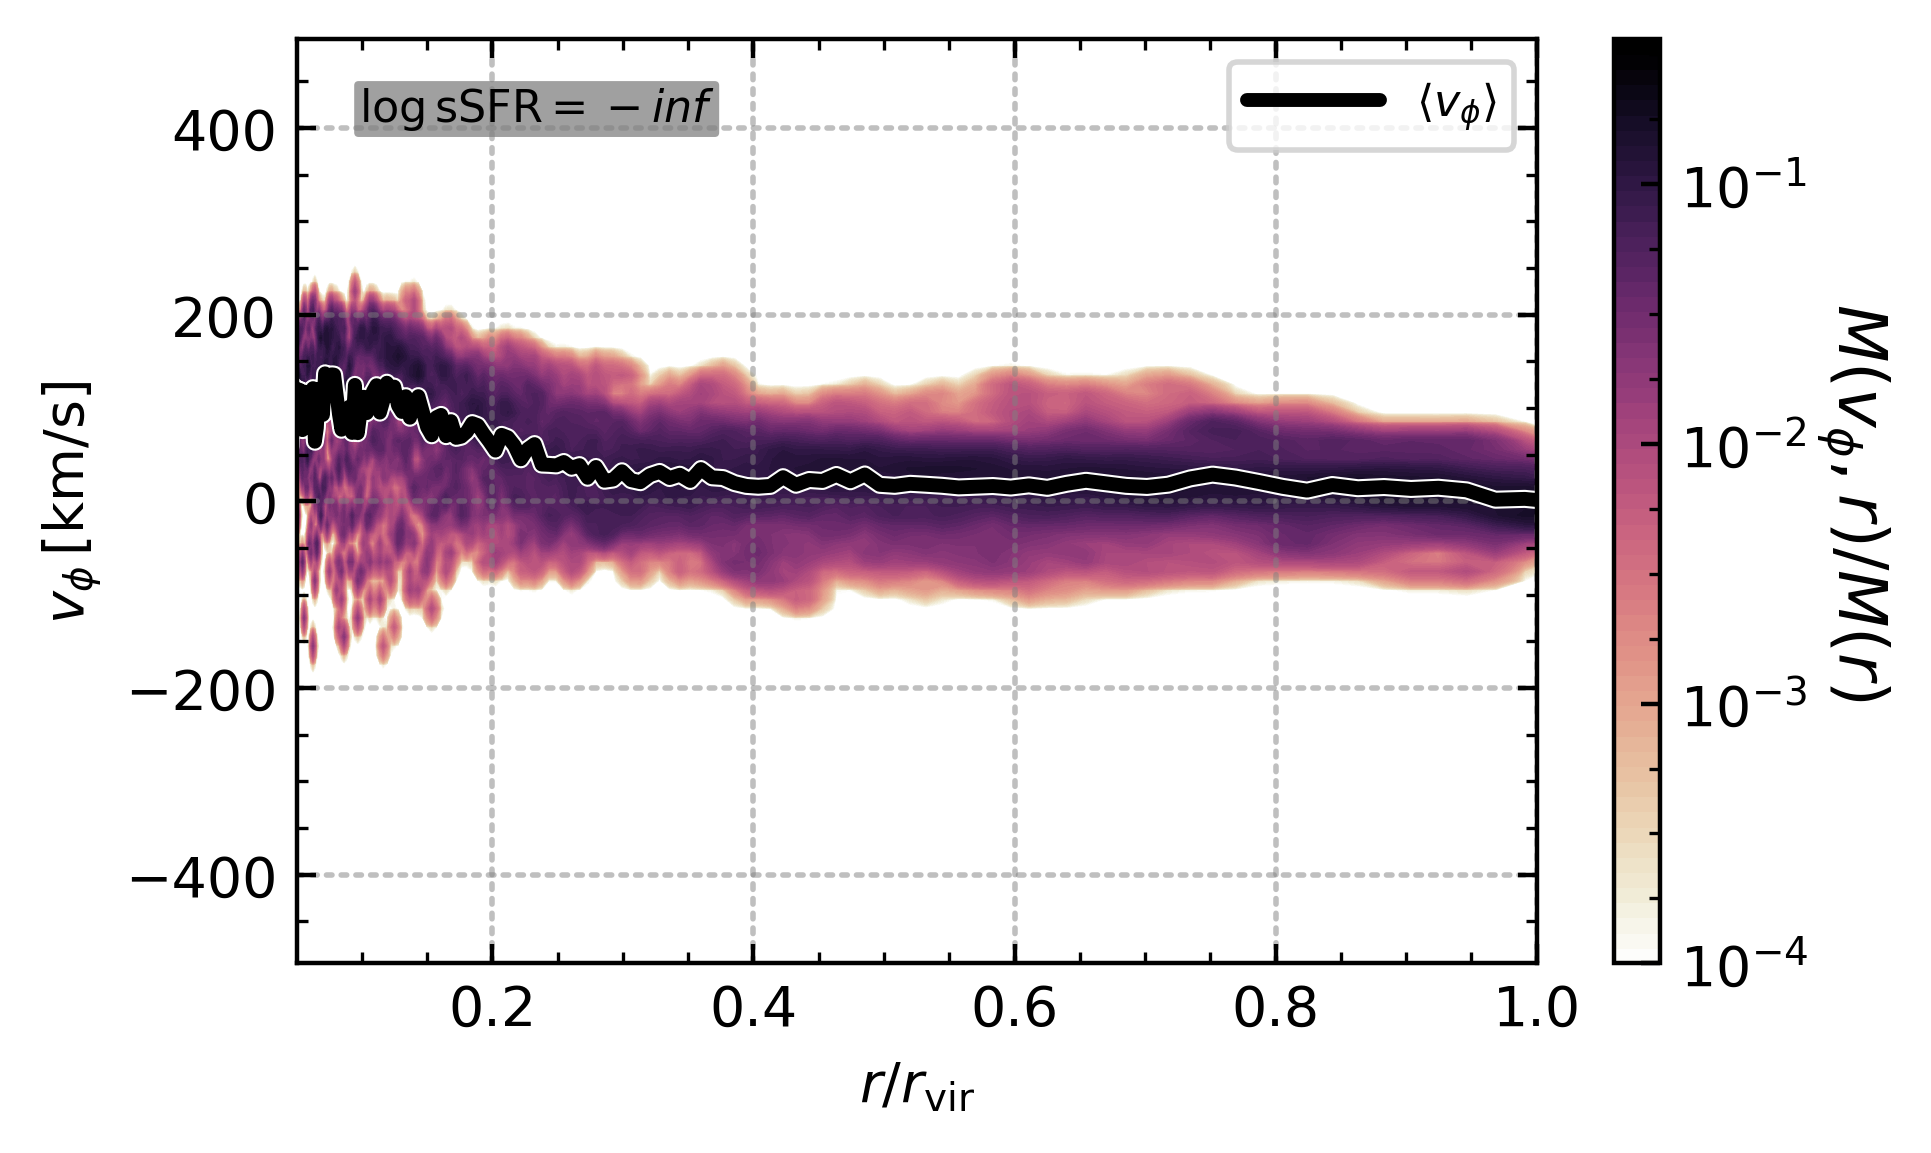 log sSFR = −inf
⟨v_ϕ⟩
400
200
0
−200
−400
v_ϕ [km/s]
0.2 0.4 0.6 0.8 1.0
r/r_vir
10⁻¹
10⁻²
10⁻³
10⁻⁴
M(v_ϕ, r)/M(r)